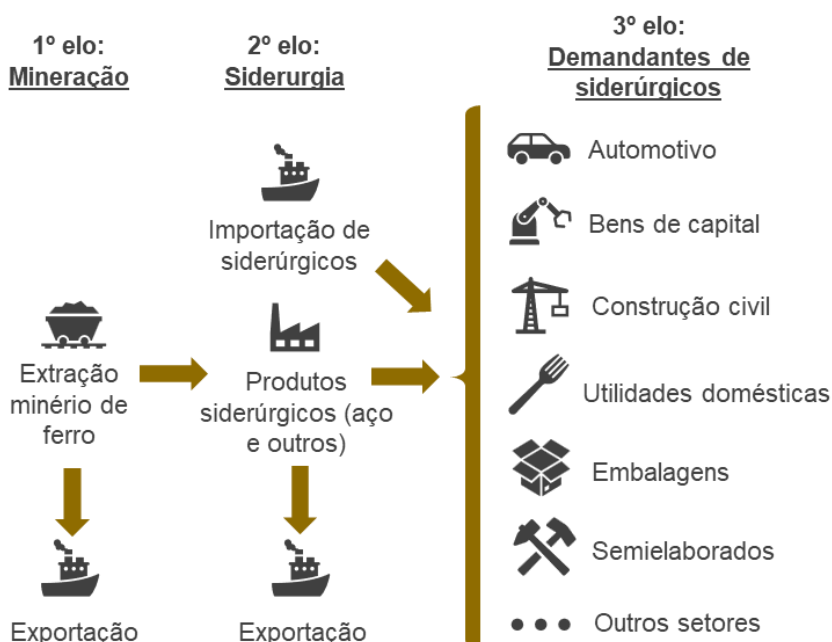 1º elo:
Mineração
2º elo:
Siderurgia
3º elo:
Demandantes de
siderúrgicos
Importação de
siderúrgicos
Extração
minério de
ferro
Produtos
siderúrgicos (aço
e outros)
Exportação
Exportação
Automotivo
Bens de capital
Construção civil
Utilidades domésticas
Embalagens
Semielaborados
Outros setores